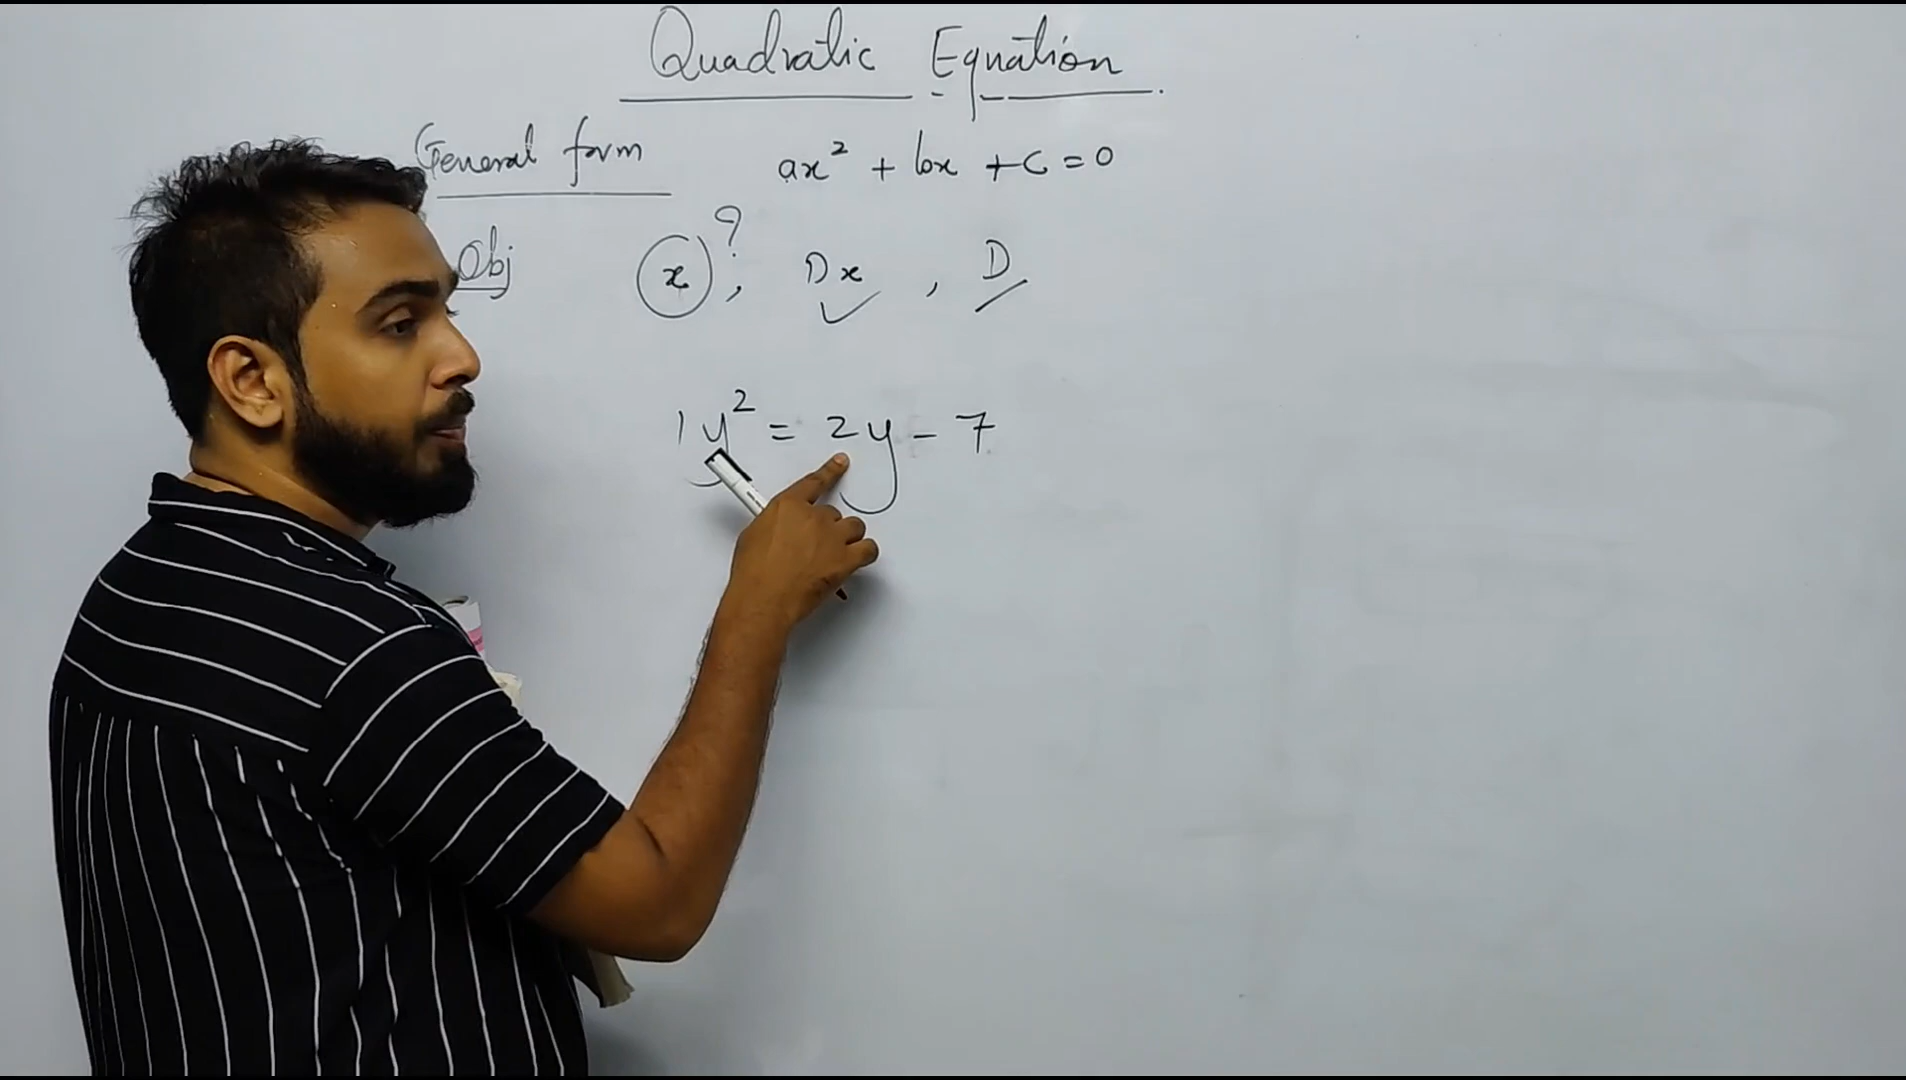 Quadratic Equation
General form ax² + bx + c = 0
Obj x ? , Dx , D
1y² = 2y - 7